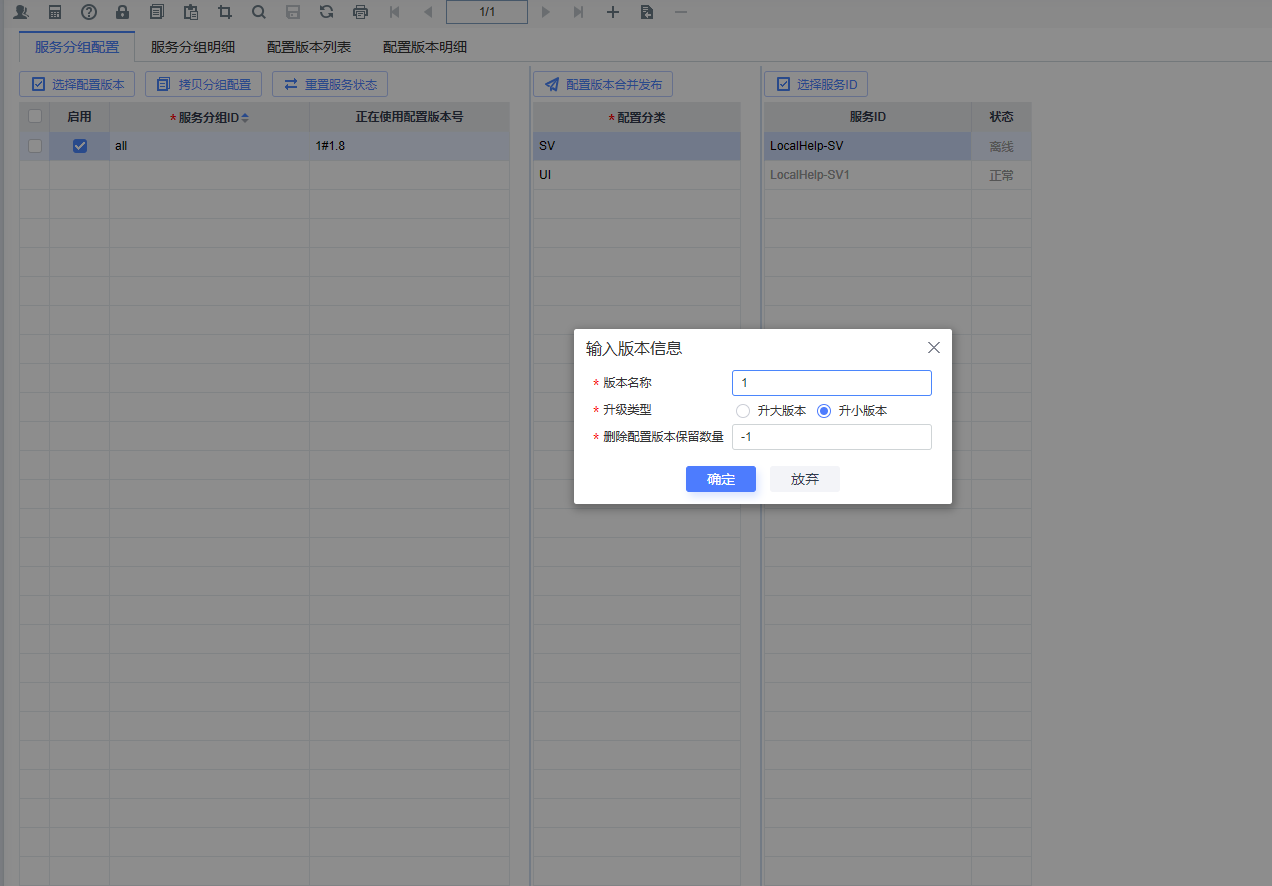 1/1
服务分组配置 服务分组明细 配置版本列表 配置版本明细
选择配置版本 拷贝分组配置 重置服务状态 配置版本合并发布 选择服务ID
启用 *服务分组ID 正在使用配置版本号 *配置分类 服务ID 状态
all 1#1.8 SV LocalHelp-SV 离线
UI LocalHelp-SV1 正常
输入版本信息
* 版本名称 1
* 升级类型 升大版本 升小版本
* 删除配置版本保留数量 -1
确定 放弃